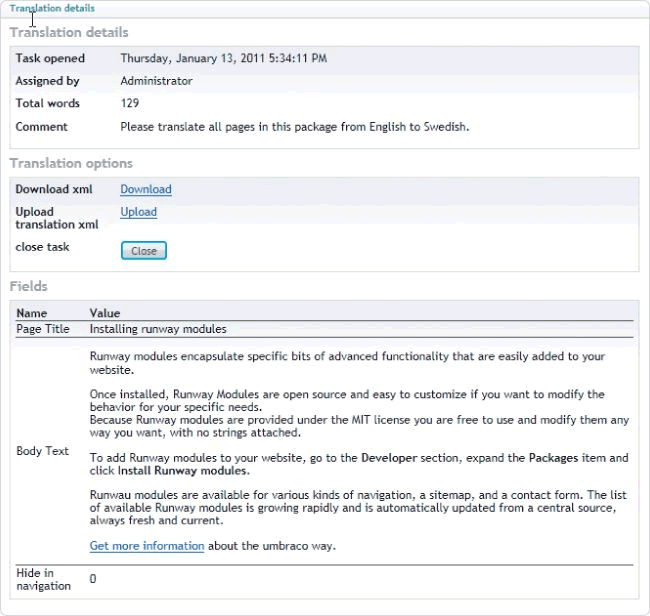 Translation details
Translation details
Task opened Thursday, January 13, 2011 5:34:11 PM
Assigned by Administrator
Total words 129
Comment Please translate all pages in this package from English to Swedish.
Translation options
Download xml Download
Upload translation xml Upload
close task Close
Fields
Name Value
Page Title Installing runway modules
Body Text
Runway modules encapsulate specific bits of advanced functionality that are easily added to your
website.
Once installed, Runway Modules are open source and easy to customize if you want to modify the
behavior for your specific needs.
Because Runway modules are provided under the MIT license you are free to use and modify them any
way you want, with no strings attached.
To add Runway modules to your website, go to the Developer section, expand the Packages item and
click Install Runway modules.
Runwau modules are available for various kinds of navigation, a sitemap, and a contact form. The list
of available Runway modules is growing rapidly and is automatically updated from a central source,
always fresh and current.
Get more information about the umbraco way.
Hide in navigation 0